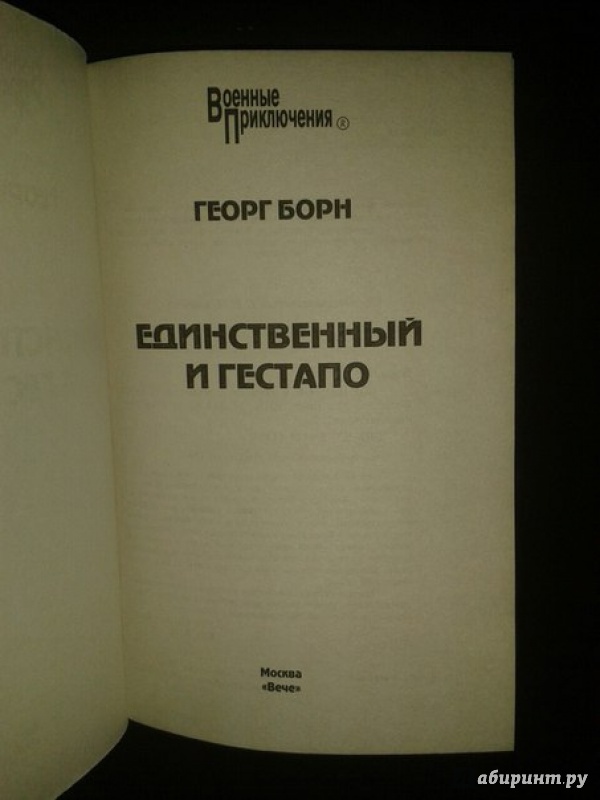 Военные
Приключения ®
ГЕОРГ БОРН
ЕДИНСТВЕННЫЙ
И ГЕСТАПО
Москва
«Вече»
абиринт.ру